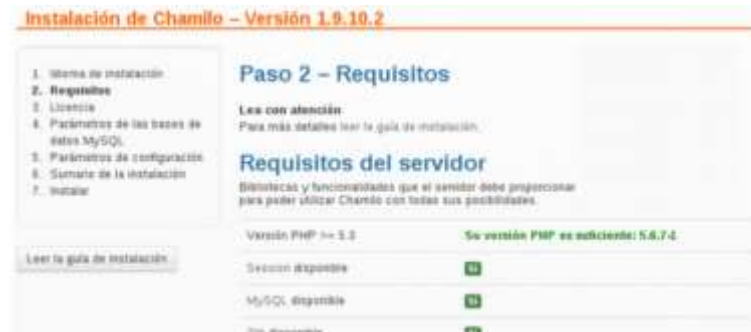 Instalación de Chamilo – Versión 1.9.10.2
1. Idioma de instalación
2. Requisitos
3. Licencia
4. Parámetros de las bases de
datos MySQL
5. Parámetros de configuración
6. Sumario de la instalación
7. Instalar
Leer la guía de instalación
Paso 2 – Requisitos
Lea con atención
Para más detalles leer la guía de instalación.
Requisitos del servidor
Bibliotecas y funcionalidades que el servidor debe proporcionar
para poder utilizar Chamilo con todas sus posibilidades.
Versión PHP >= 5.3
Su versión PHP es suficiente: 5.6.7-1
Session disponible
Sí
MySQL disponible
Sí
disponible